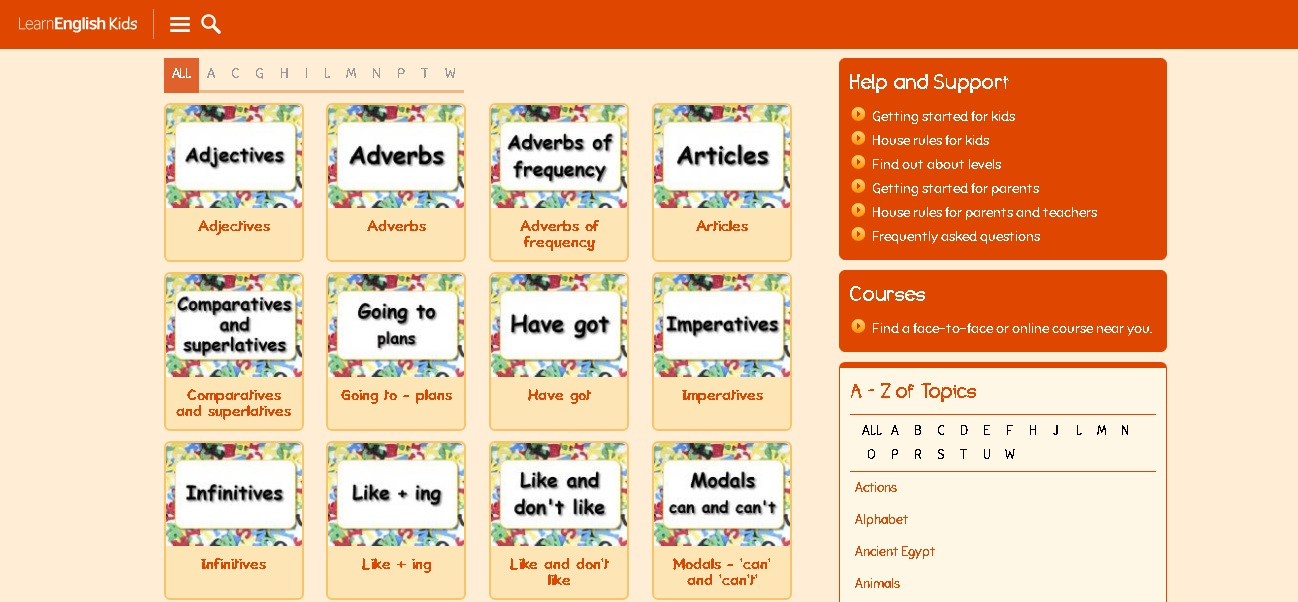 LearnEnglish Kids
ALL A C G H I L M N P T W
Adjectives
Adjectives
Adverbs
Adverbs
Adverbs of
frequency
Adverbs of
frequency
Articles
Articles
Comparatives
and
superlatives
Comparatives
and superlatives
Going to
plans
Going to - plans
Have got
Have got
Imperatives
Imperatives
Infinitives
Infinitives
Like + ing
Like + ing
Like and
don't like
Like and don't
like
Modals
can and can't
Modals - 'can'
and 'can't'
Help and Support
Getting started for kids
House rules for kids
Find out about levels
Getting started for parents
House rules for parents and teachers
Frequently asked questions
Courses
Find a face-to-face or online course near you.
A - Z of Topics
ALL A B C D E F H J L M N
O P R S T U W
Actions
Alphabet
Ancient Egypt
Animals